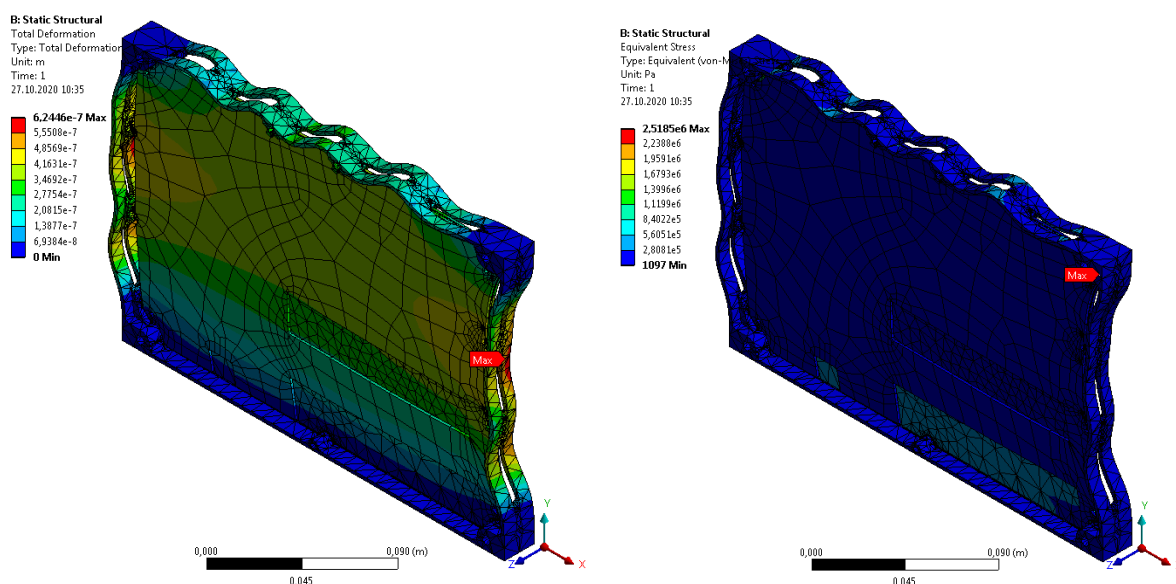 B: Static Structural
Total Deformation
Type: Total Deformation
Unit: m
Time: 1
27.10.2020 10:35
6,2446e-7 Max
5,5508e-7
4,8569e-7
4,1631e-7
3,4692e-7
2,7754e-7
2,0815e-7
1,3877e-7
6,9384e-8
0 Min
Max
Y
Z
X
0,000
0,090 (m)
0,045
B: Static Structural
Equivalent Stress
Type: Equivalent (von-M
Unit: Pa
Time: 1
27.10.2020 10:35
2,5185e6 Max
2,2388e6
1,9591e6
1,6793e6
1,3996e6
1,1199e6
8,4022e5
5,6051e5
2,8081e5
1097 Min
Max
Y
Z
0,000
0,090 (m)
0,045